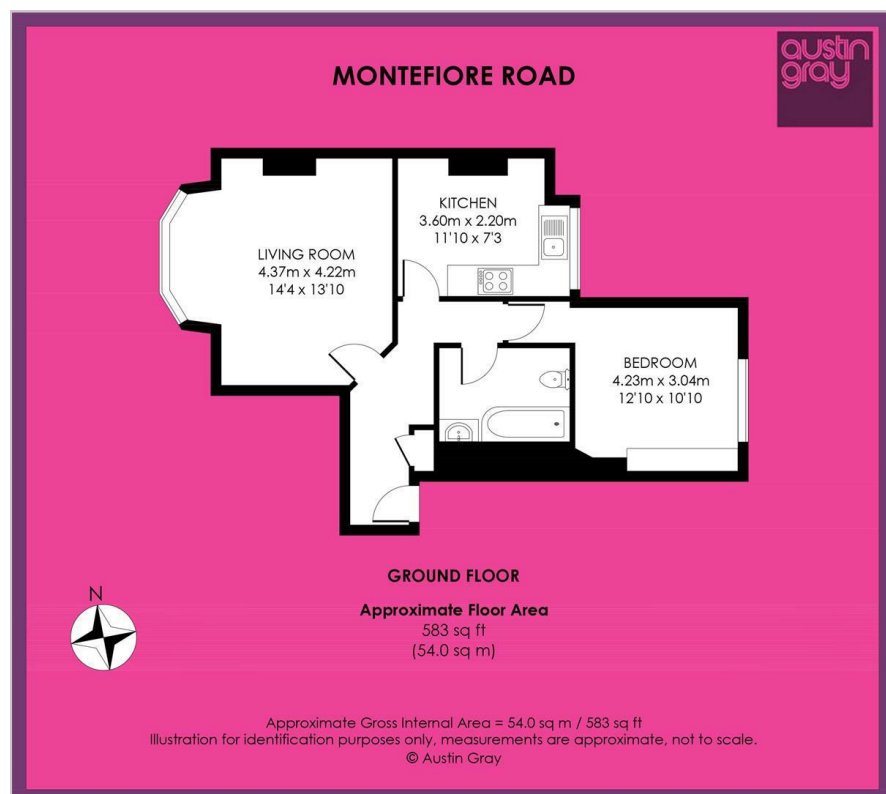 austin
gray
MONTEFIORE ROAD
KITCHEN
3.60m x 2.20m
11'10 x 7'3
LIVING ROOM
4.37m x 4.22m
14'4 x 13'10
BEDROOM
4.23m x 3.04m
12'10 x 10'10
GROUND FLOOR
N
Approximate Floor Area
583 sq ft
(54.0 sq m)
Approximate Gross Internal Area = 54.0 sq m / 583 sq ft
Illustration for identification purposes only, measurements are approximate, not to scale.
© Austin Gray